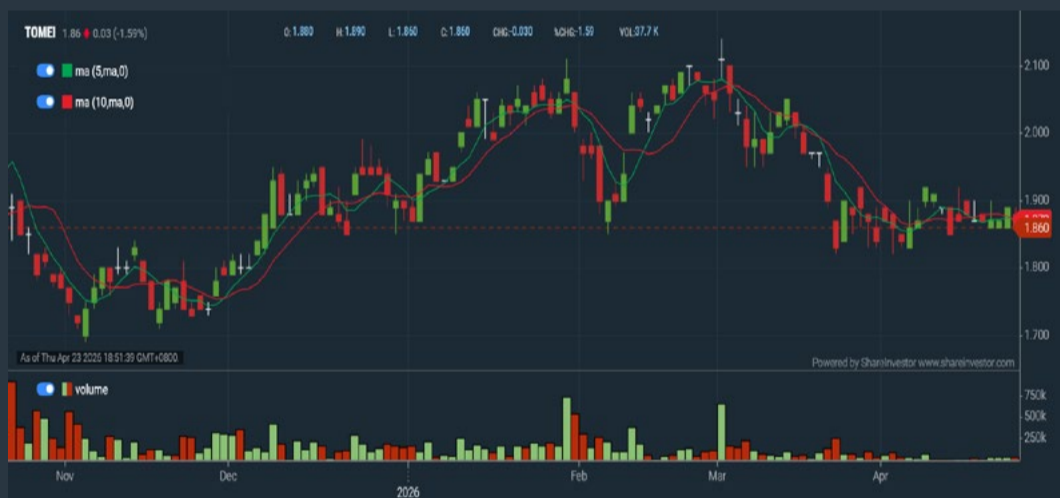 TOMEI 1.86 0.03 (-1.59%) O: 1.880 H: 1.890 L: 1.860 C: 1.860 CHG:-0.030 %CHG:-1.59 VOL:37.7 K
ma (5,ma,0)
ma (10,ma,0)
2.100
2.000
1.900
1.860
1.800
1.700
As of Thu Apr 23 2026 18:51:39 GMT+0800
Powered by ShareInvestor www.shareinvestor.com
volume
750k
500k
250k
Nov Dec Feb Mar Apr
2026